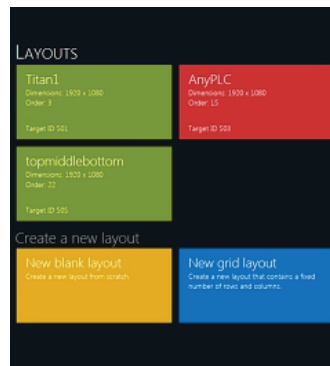 LAYOUTS
Titan1
Dimensions: 1920 x 1080
Order: 3
Target ID 501
AnyPLC
Dimensions: 1920 x 1080
Order: 15
Target ID 503
topmiddlebottom
Dimensions: 1920 x 1080
Order: 22
Target ID 505
Create a new layout
New blank layout
Create a new layout from scratch
New grid layout
Create a new layout that contains a fixed
number of rows and columns.